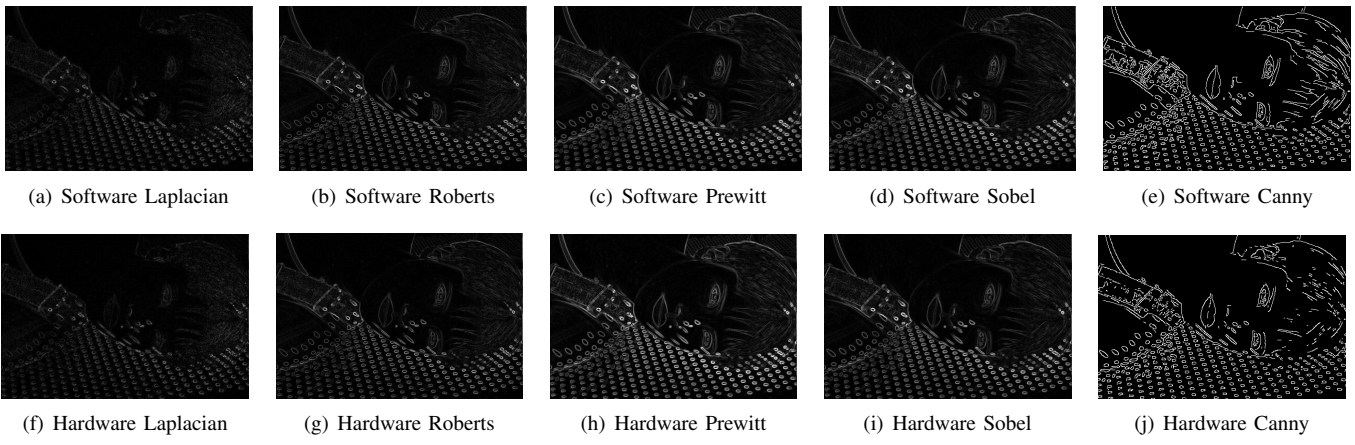 (a) Software Laplacian
(b) Software Roberts
(c) Software Prewitt
(d) Software Sobel
(e) Software Canny
(f) Hardware Laplacian
(g) Hardware Roberts
(h) Hardware Prewitt
(i) Hardware Sobel
(j) Hardware Canny